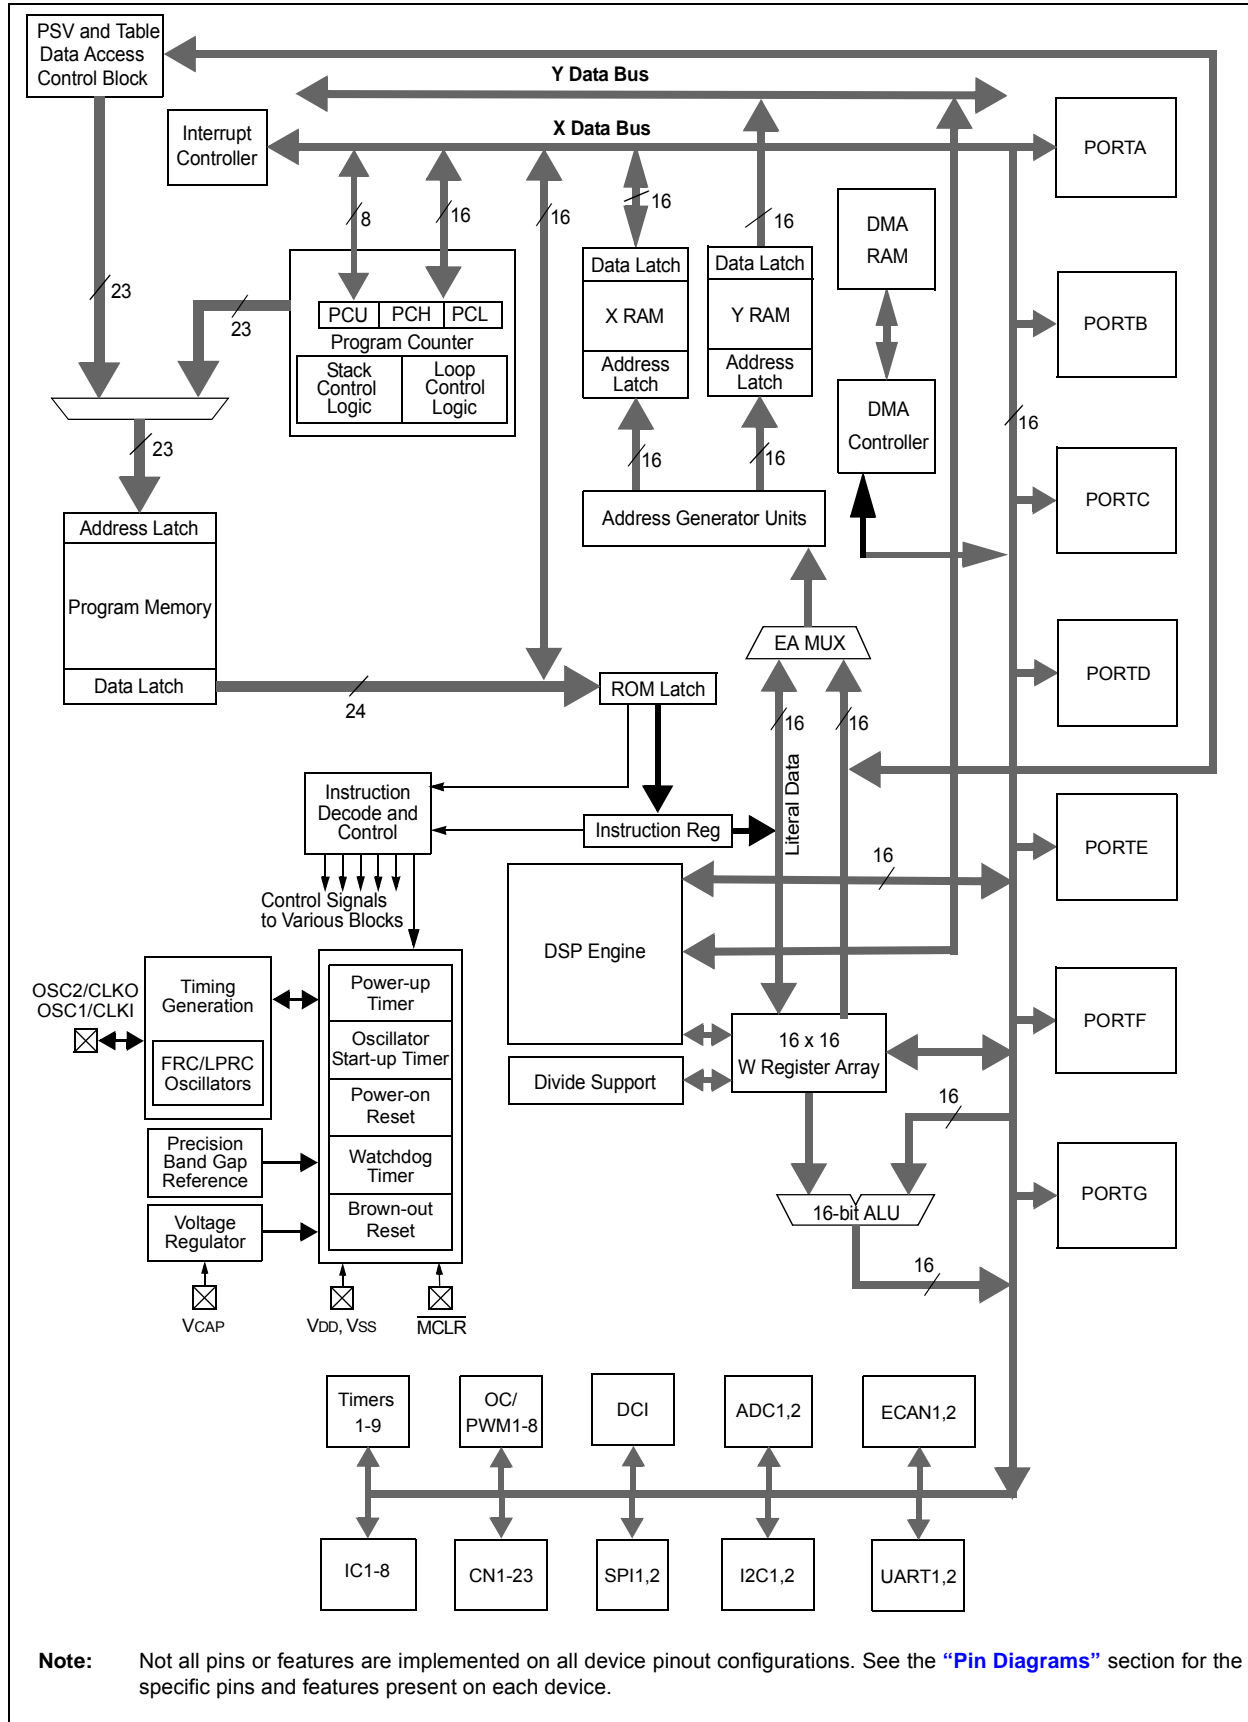 PSV and Table
Data Access
Control Block
Y Data Bus
Interrupt
Controller
X Data Bus
PORTA
8
16
16
16
16
DMA
RAM
23
23
Data Latch
Data Latch
PCU
PCH
PCL
X RAM
Y RAM
PORTB
Program Counter
Stack
Control
Logic
Loop
Control
Logic
Address
Latch
Address
Latch
DMA
Controller
16
23
16
16
PORTC
Address Latch
Address Generator Units
Program Memory
EA MUX
PORTD
Data Latch
24
ROM Latch
16
16
Instruction
Decode and
Control
Literal Data
Instruction Reg
PORTE
16
Control Signals
to Various Blocks
DSP Engine
OSC2/CLKO
OSC1/CLKI
Timing
Generation
Power-up
Timer
FRC/LPRC
Oscillators
Oscillator
Start-up Timer
16 x 16
W Register Array
PORTF
Divide Support
Power-on
Reset
16
Precision
Band Gap
Reference
Watchdog
Timer
Voltage
Regulator
Brown-out
Reset
16-bit ALU
PORTG
16
VCAP
VDD, VSS
MCLR
Timers
1-9
OC/
PWM1-8
DCI
ADC1,2
ECAN1,2
IC1-8
CN1-23
SPI1,2
I2C1,2
UART1,2
Note: Not all pins or features are implemented on all device pinout configurations. See the “Pin Diagrams” section for the
specific pins and features present on each device.